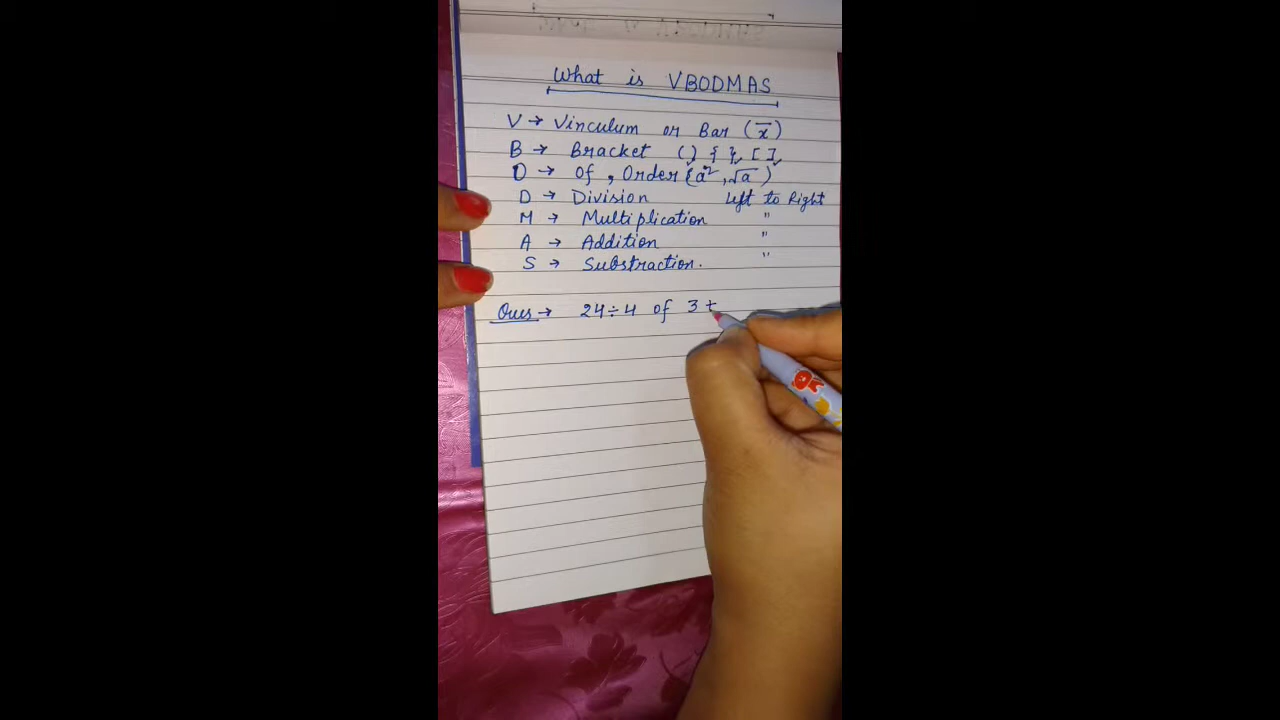 What is VBODMAS
V → Vinculum or Bar (x̅)
B → Bracket () { }, [ ],
O → Of, Order (a², √a)
D → Division Left to Right
M → Multiplication "
A → Addition "
S → Substraction. "
Ques → 24÷4 of 3 +